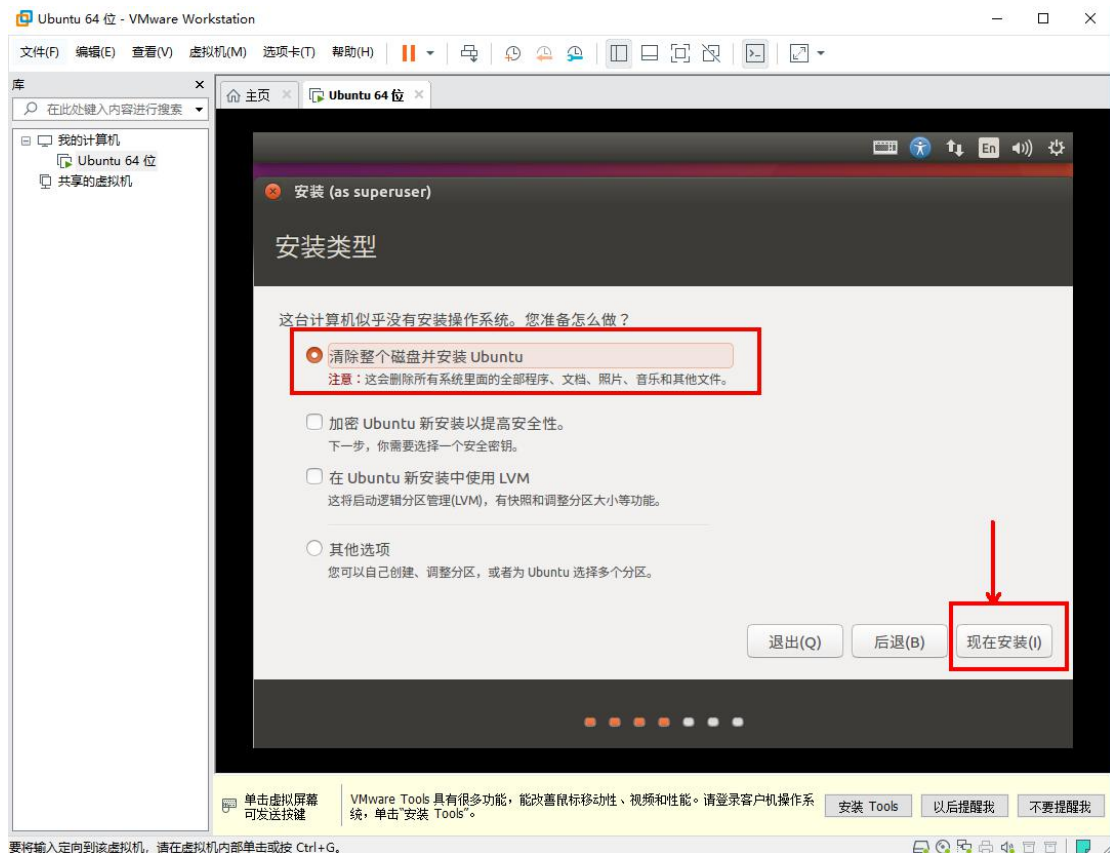 Ubuntu 64 位 - VMware Workstation
文件(F) 编辑(E) 查看(V) 虚拟机(M) 选项卡(T) 帮助(H)
库
在此处键入内容进行搜索
我的计算机
Ubuntu 64 位
共享的虚拟机
主页
Ubuntu 64 位
En
安装 (as superuser)
安装类型
这台计算机似乎没有安装操作系统。您准备怎么做？
清除整个磁盘并安装 Ubuntu
注意：这会删除所有系统里面的全部程序、文档、照片、音乐和其他文件。
加密 Ubuntu 新安装以提高安全性。
下一步，你需要选择一个安全密钥。
在 Ubuntu 新安装中使用 LVM
这将启动逻辑分区管理(LVM)，有快照和调整分区大小等功能。
其他选项
您可以自己创建、调整分区，或者为 Ubuntu 选择多个分区。
退出(Q) 后退(B) 现在安装(I)
单击虚拟屏幕
可发送按键
VMware Tools 具有很多功能，能改善鼠标移动性、视频和性能。请登录客户机操作系
统，单击“安装 Tools”。
安装 Tools 以后提醒我 不要提醒我
要将输入定向到该虚拟机，请在虚拟机内部单击或按 Ctrl+G。